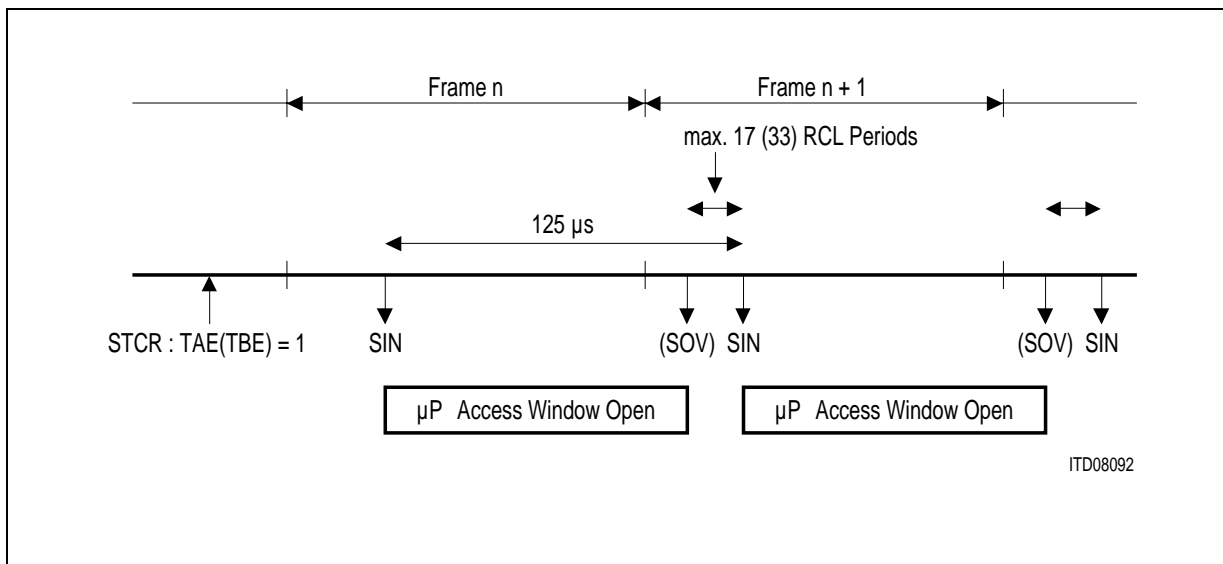 Frame n
Frame n + 1
max. 17 (33) RCL Periods
125 µs
STCR : TAE(TBE) = 1
SIN
(SOV)
SIN
(SOV)
SIN
µP Access Window Open
µP Access Window Open
ITD08092